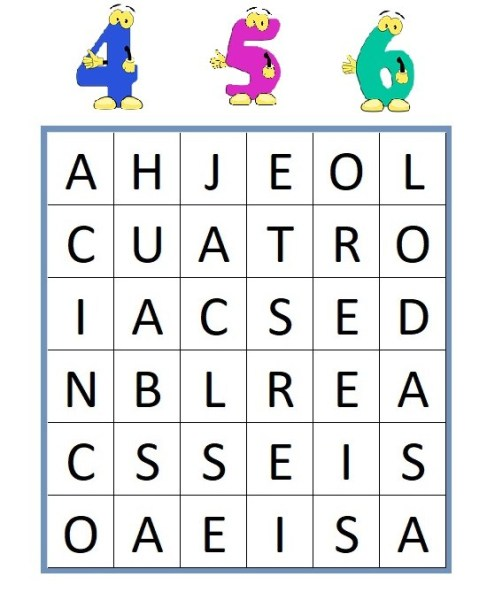 4 5 6
A H J E O L
C U A T R O
I A C S E D
N B L R E A
C S S E I S
O A E I S A